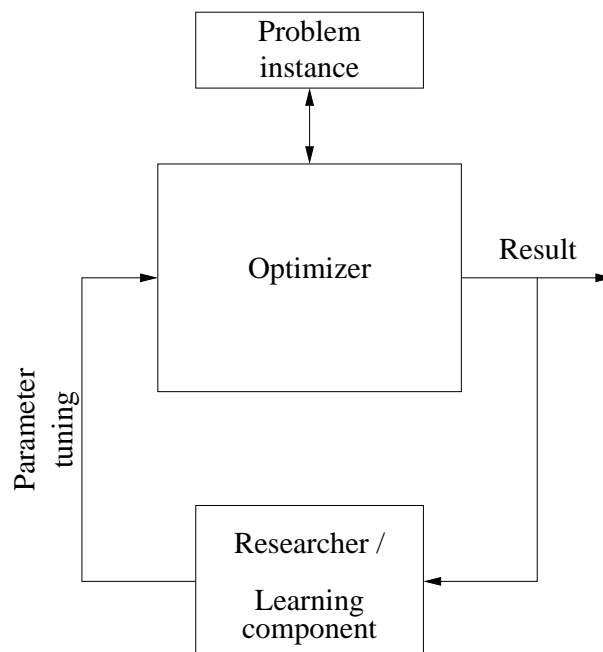 Problem
instance
Optimizer
Result
Parameter
tuning
Researcher /
Learning
component